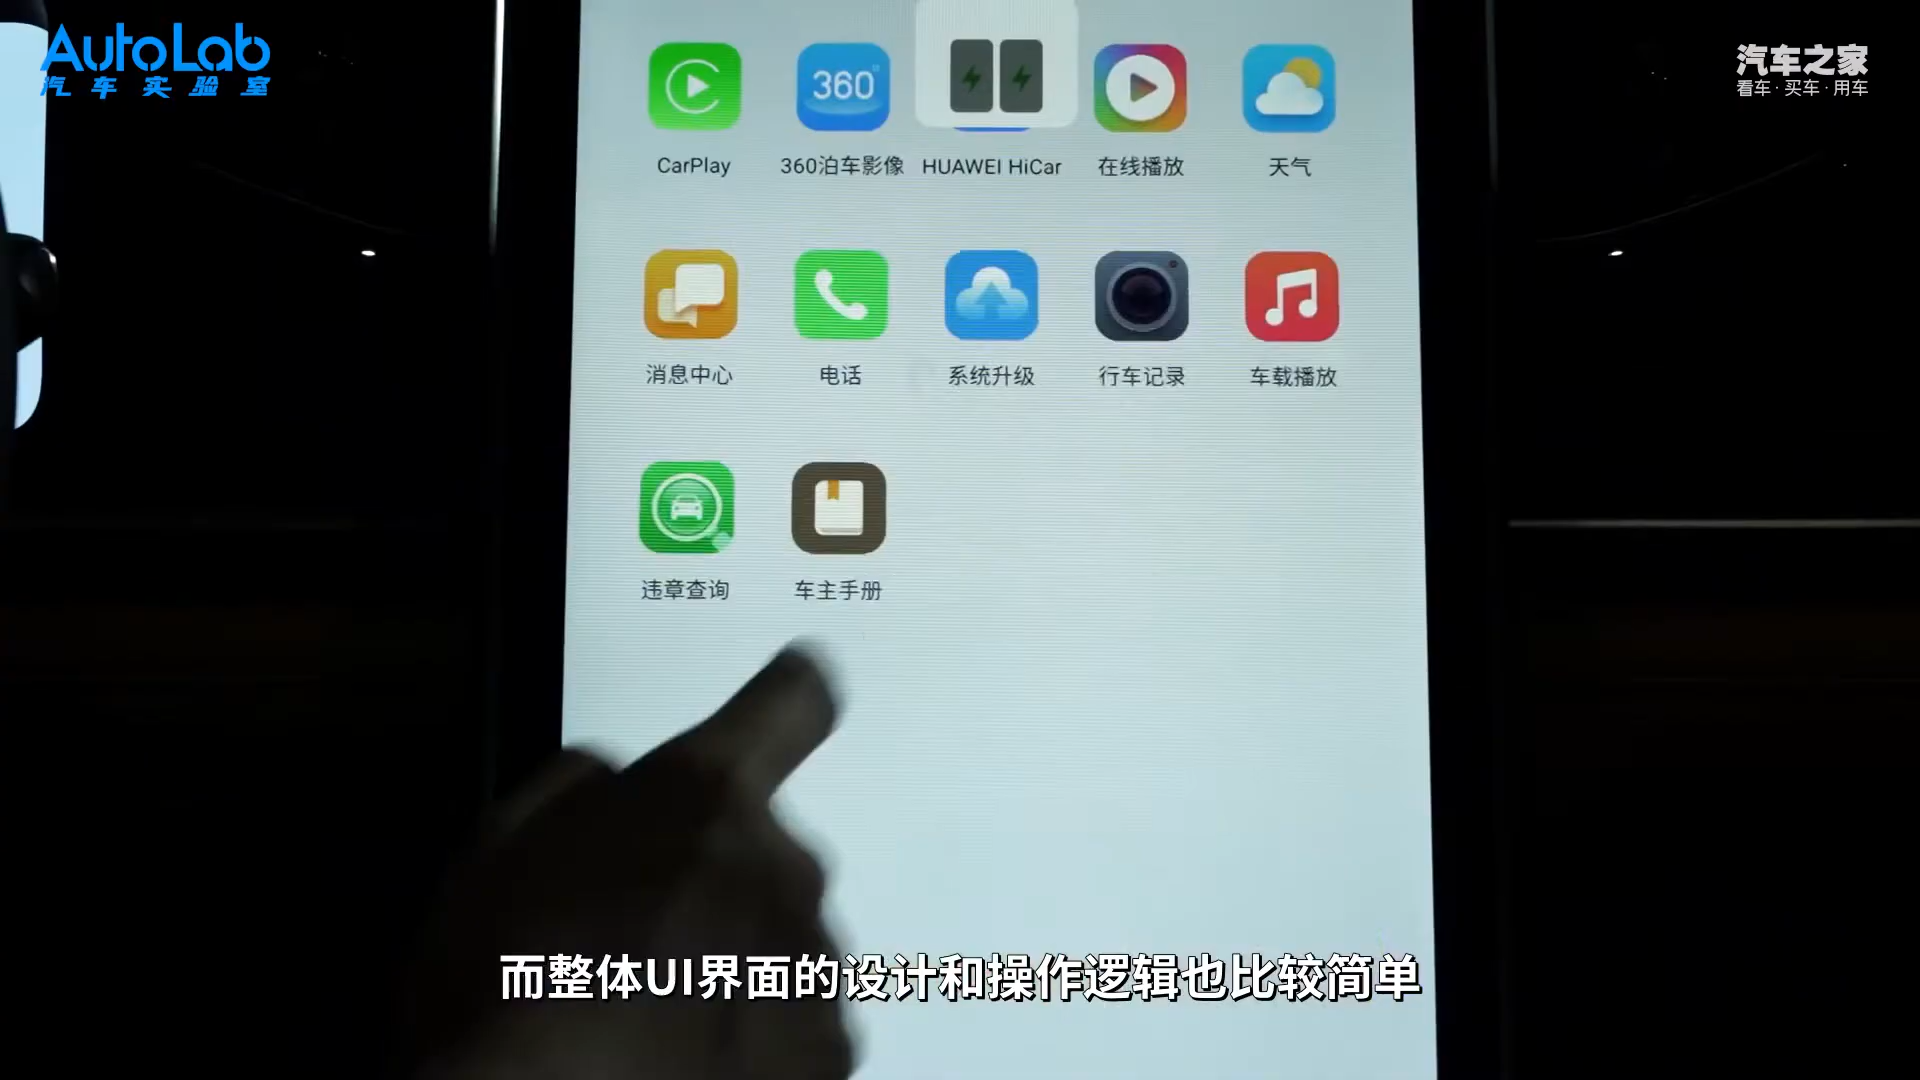 AutoLab
汽车实验室
汽车之家
看车·买车·用车
360°
CarPlay
360泊车影像
HUAWEI HiCar
在线播放
天气
消息中心
电话
系统升级
行车记录
车载播放
违章查询
车主手册
而整体UI界面的设计和操作逻辑也比较简单